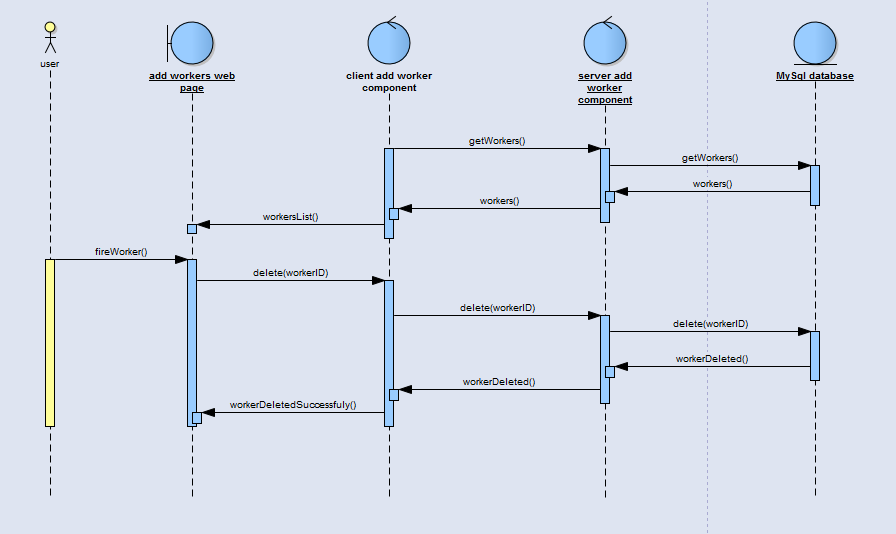 user
add workers web
page
client add worker
component
server add
worker
component
MySql database
getWorkers()
getWorkers()
workers()
workers()
workersList()
fireWorker()
delete(workerID)
delete(workerID)
delete(workerID)
workerDeleted()
workerDeleted()
workerDeletedSuccessfuly()